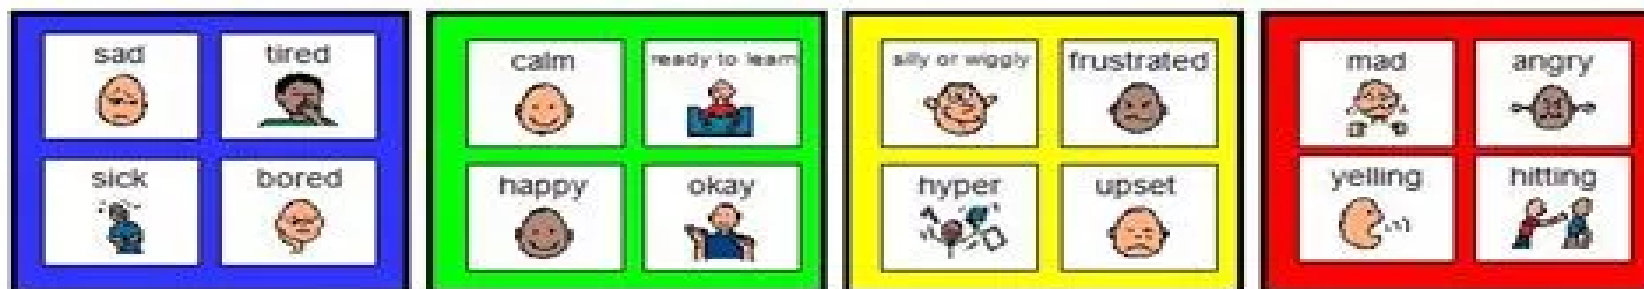 sad
tired
sick
bored
calm
ready to learn
happy
okay
silly or wiggly
frustrated
hyper
upset
mad
angry
yelling
hitting